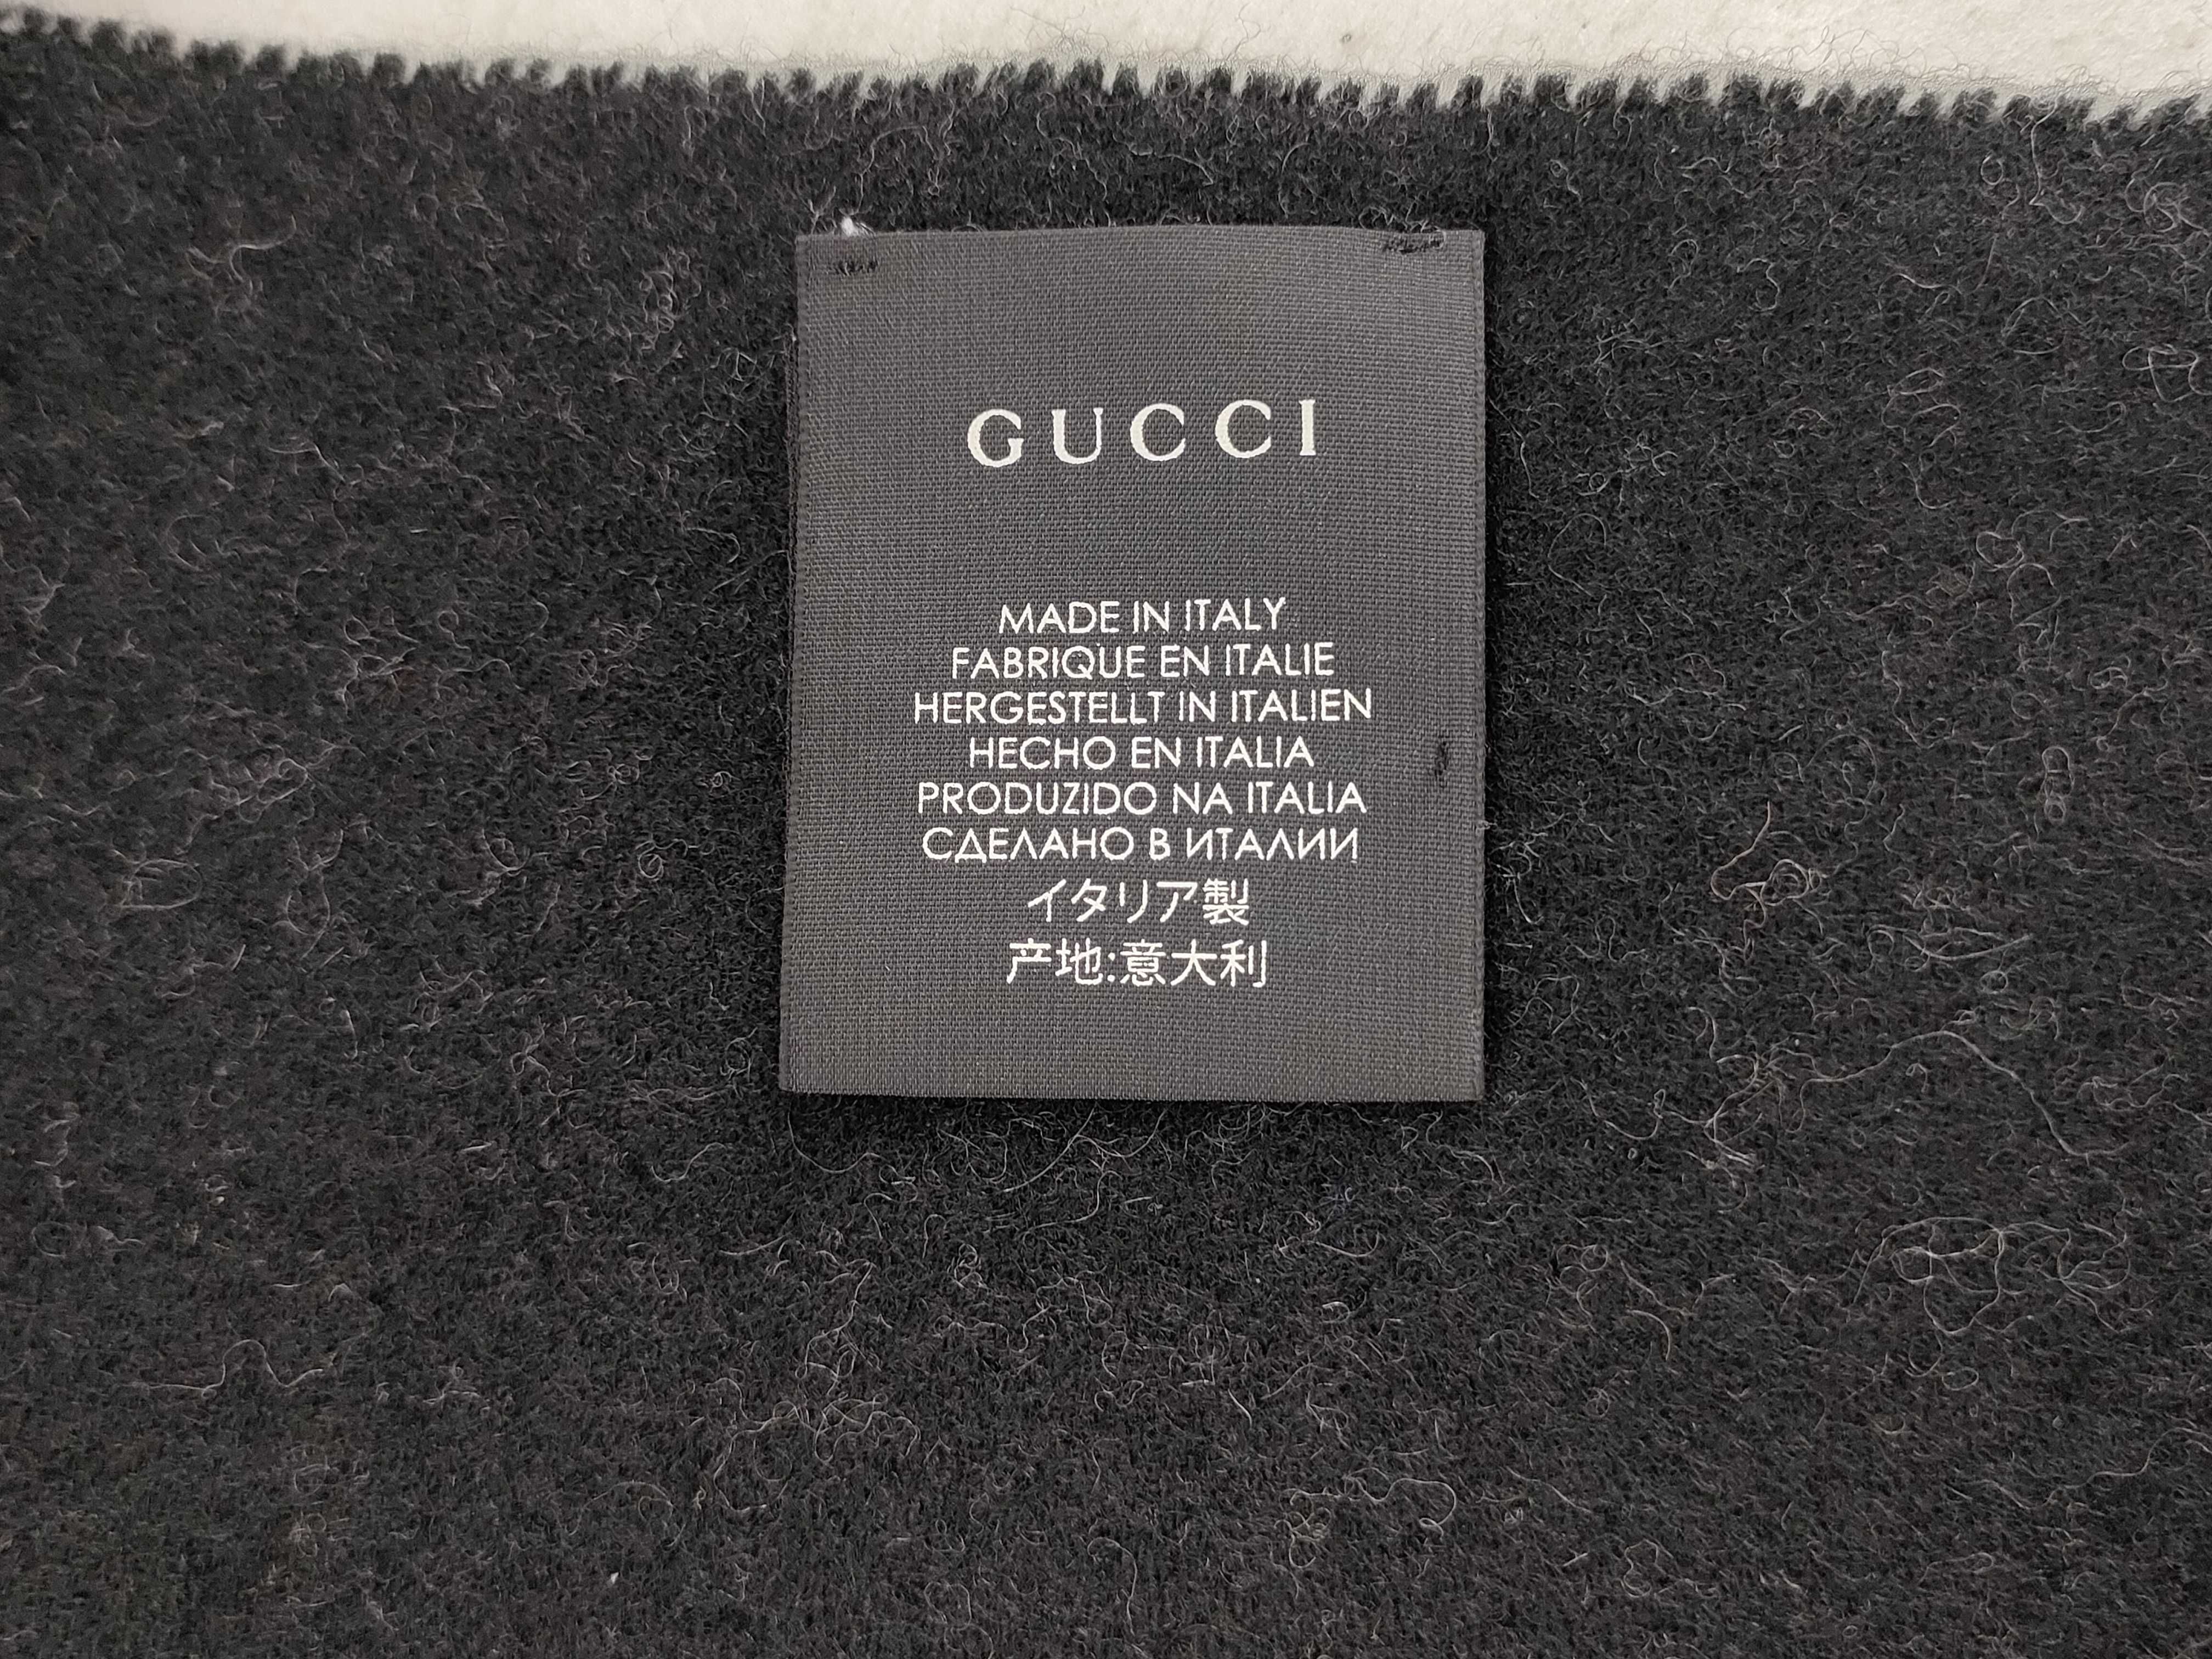 GUCCI
MADE IN ITALY
FABRIQUE EN ITALIE
HERGESTELLT IN ITALIEN
HECHO EN ITALIA
PRODUZIDO NA ITALIA
СДЕЛАНО В ИТАЛИИ
イタリア製
产地:意大利